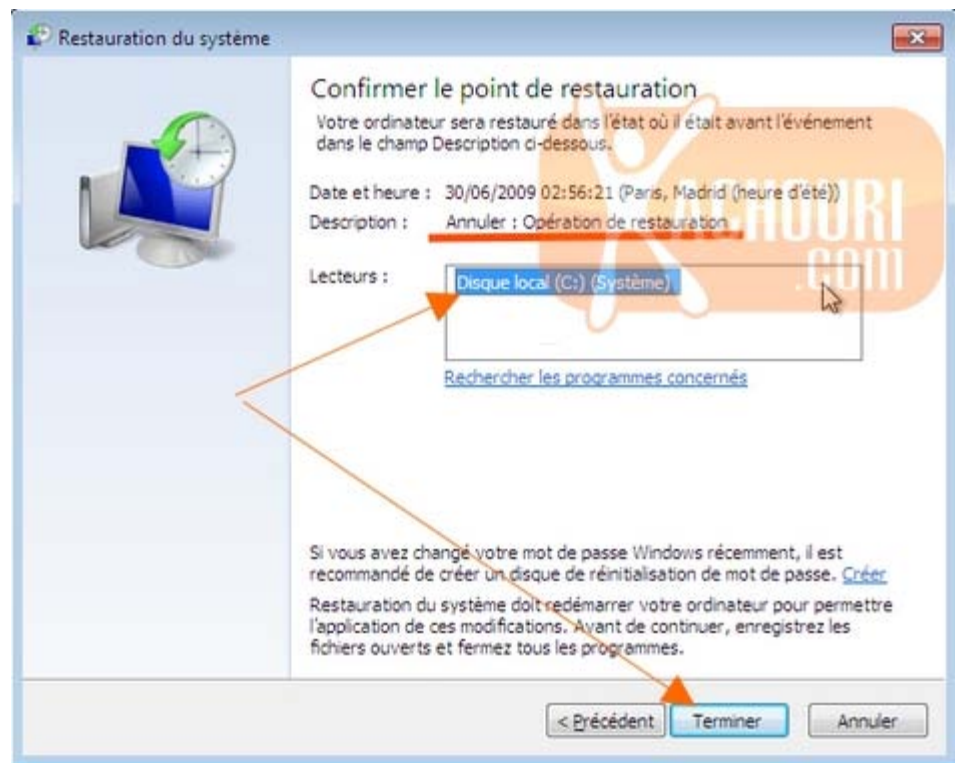 Restauration du système
Confirmer le point de restauration
Votre ordinateur sera restauré dans l'état où il était avant l'événement
dans le champ Description ci-dessous.
Date et heure : 30/06/2009 02:56:21 (Paris, Madrid (heure d'été))
Description : Annuler : Opération de restauration
KACHOURI
.COM
Lecteurs : Disque local (C:) (Système)
Rechercher les programmes concernés
Si vous avez changé votre mot de passe Windows récemment, il est
recommandé de créer un disque de réinitialisation de mot de passe. Créer
Restauration du système doit redémarrer votre ordinateur pour permettre
l'application de ces modifications. Avant de continuer, enregistrez les
fichiers ouverts et fermez tous les programmes.
< Précédent Terminer Annuler